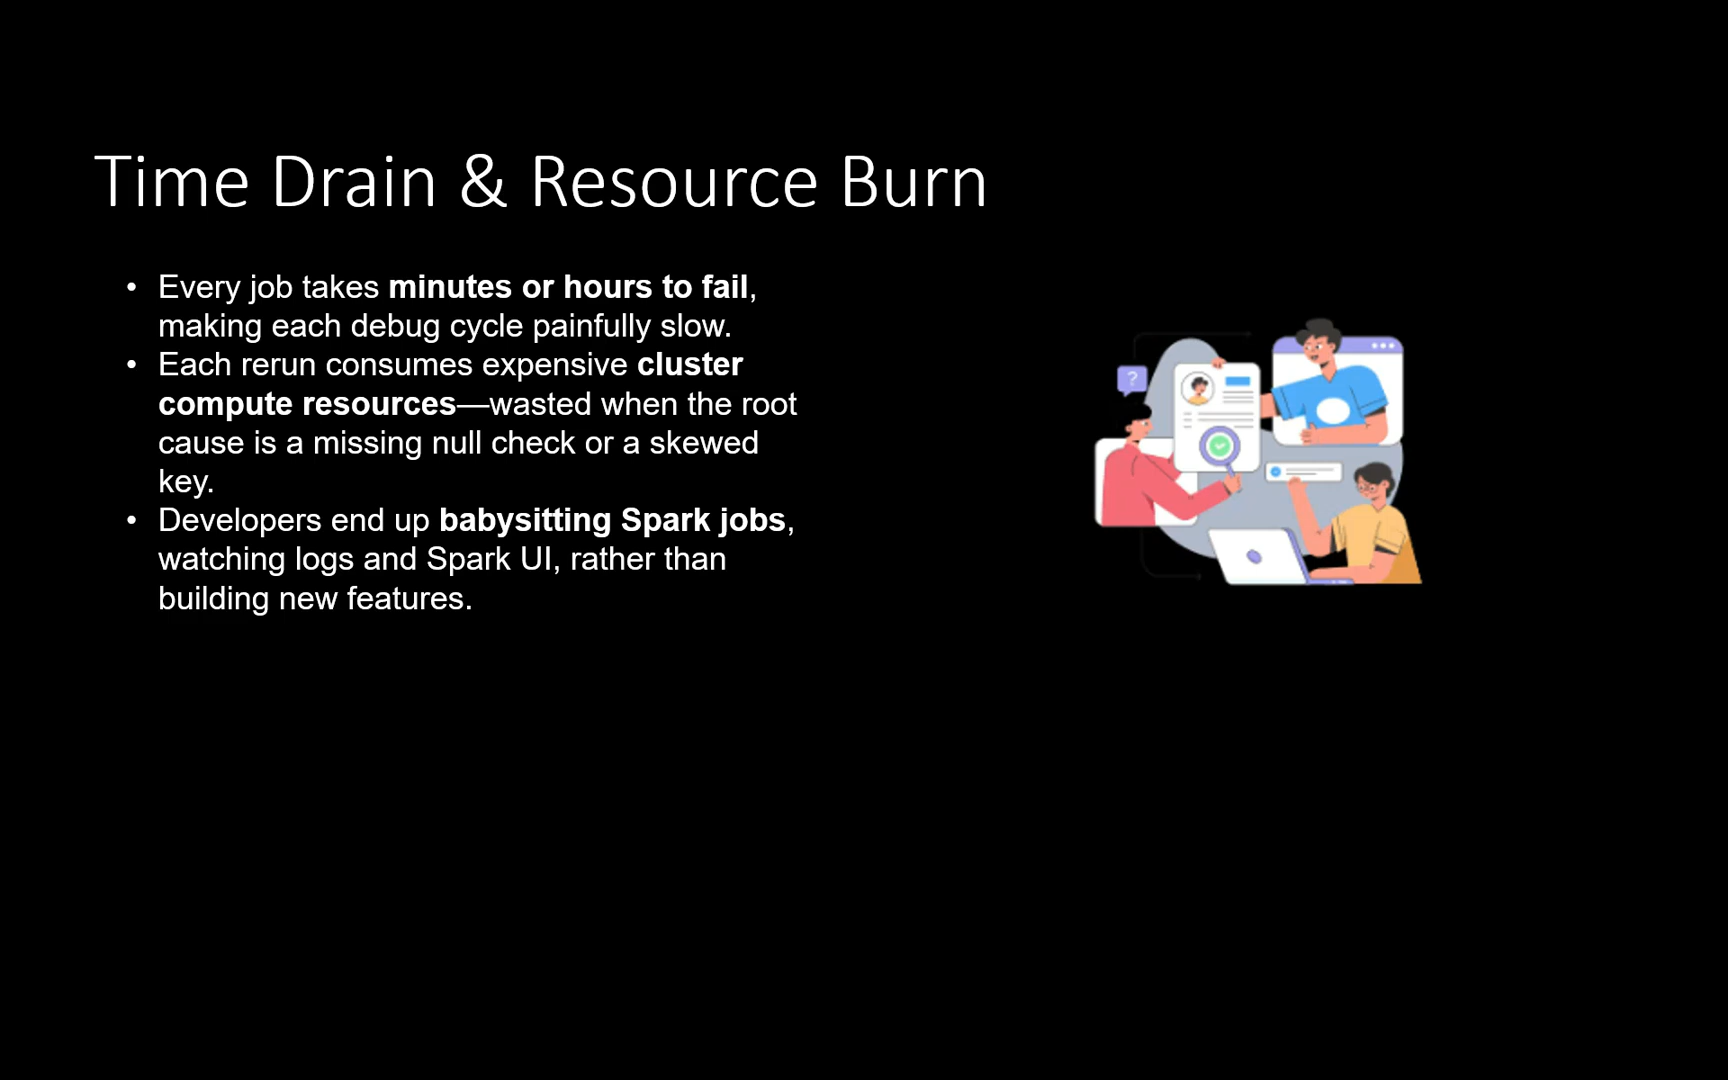 Time Drain & Resource Burn
• Every job takes minutes or hours to fail,
making each debug cycle painfully slow.
• Each rerun consumes expensive cluster
compute resources—wasted when the root
cause is a missing null check or a skewed
key.
• Developers end up babysitting Spark jobs,
watching logs and Spark UI, rather than
building new features.
?